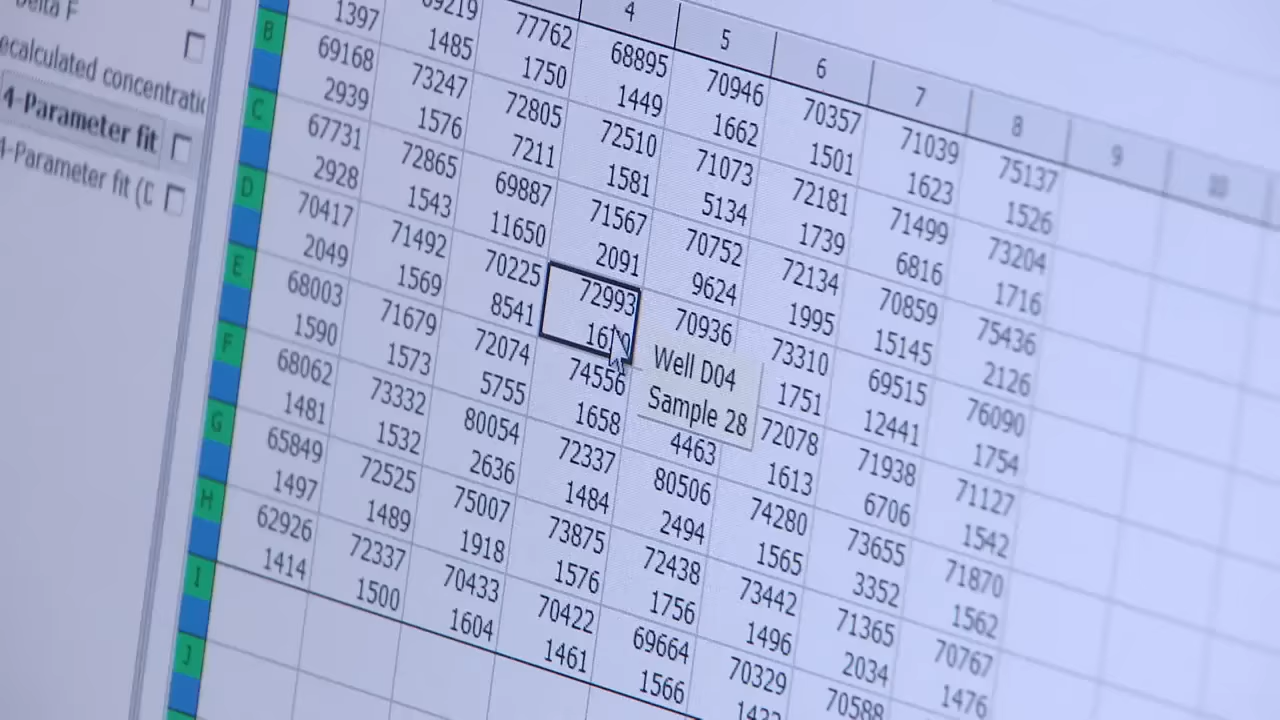 Delta F
ecalculated concentratic
4-Parameter fit
4-Parameter fit (D
4 5 6 7 8 9 10
77762 68895 70946 70357 71039 75137
1397 1485 1750 1449 1662 1501 1623 1526
B 69168 73247 72805 72510 71073 72181 71499 73204
2939 1576 7211 1581 5134 1739 6816 1716
C 67731 72865 69887 71567 70752 72134 70859 75436
2928 1543 11650 2091 9624 1995 15145 2126
D 70417 71492 70225 72993 70936 73310 69515 76090
2049 1569 8541 1751 12441 1754
Well D04
Sample 28
E 68003 71679 72074 74556 72078 71938 71127
1590 1573 5755 1658 4463 1613 6706 1542
F 68062 73332 80054 72337 80506 74280 73655 71870
1481 1532 2636 1484 2494 1565 3352 1562
G 65849 72525 75007 73875 72438 73442 71365 70767
1497 1489 1918 1576 1756 1496 2034 1476
H 62926 72337 70433 70422 69664 70329 70588
1414 1500 1604 1461 1566
I
J